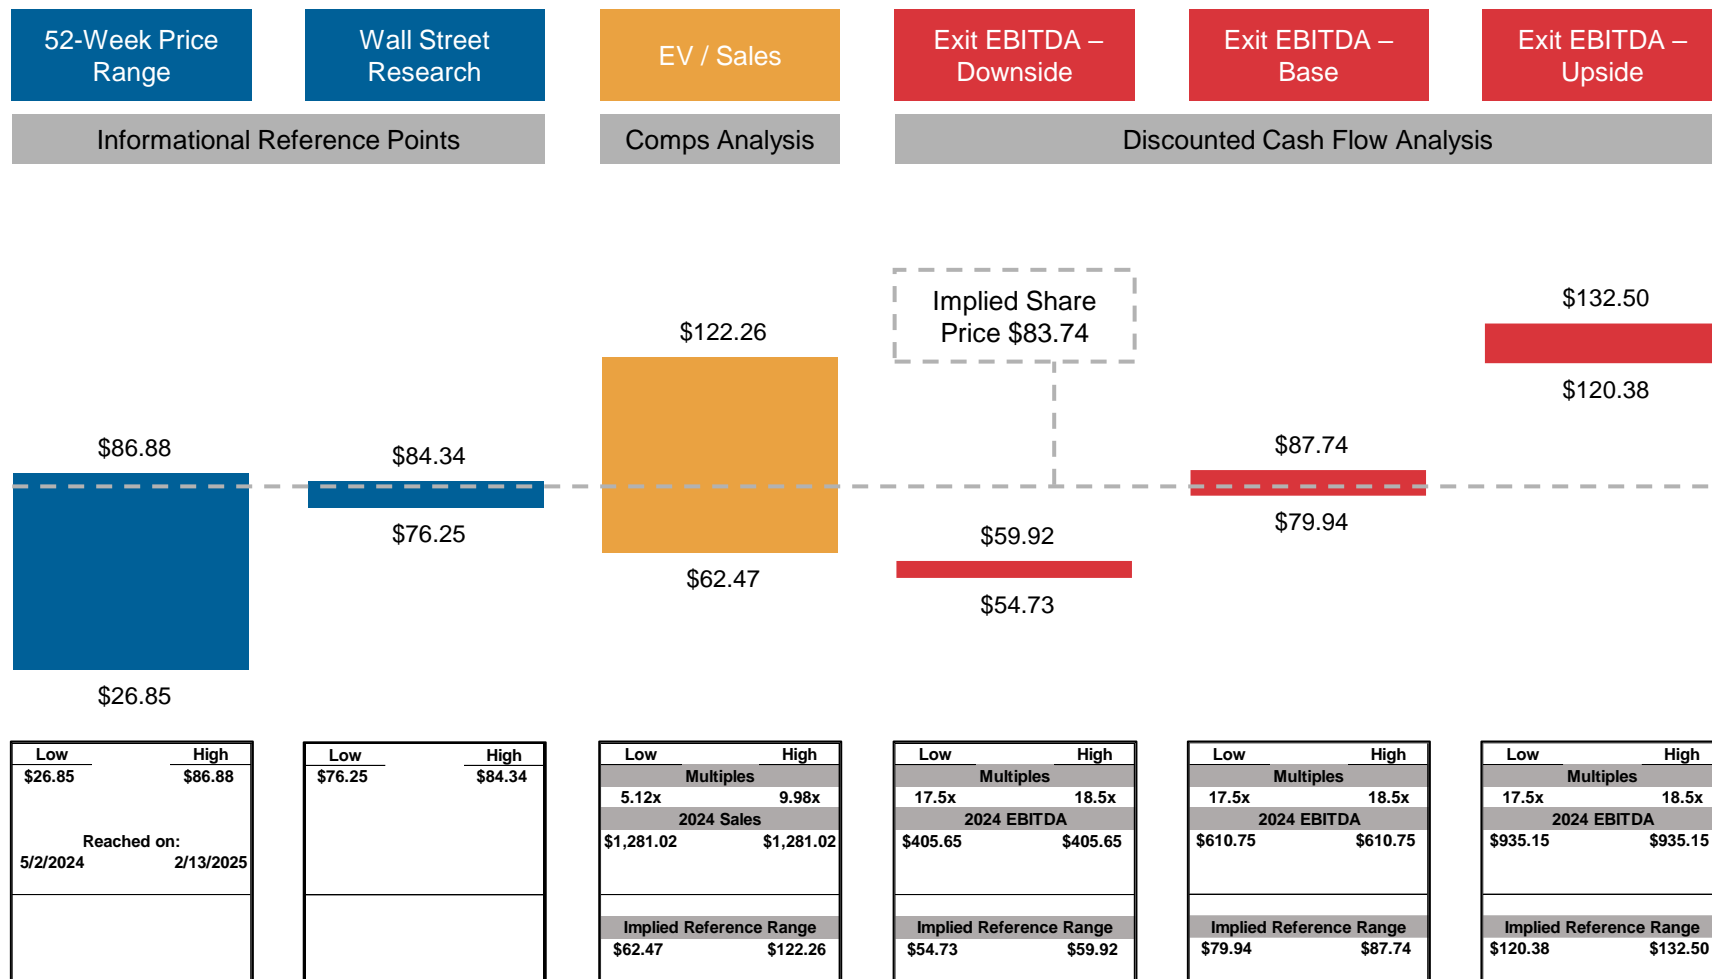 52-Week Price
Range
Wall Street
Research
EV / Sales
Exit EBITDA –
Downside
Exit EBITDA –
Base
Exit EBITDA –
Upside
Informational Reference Points
Comps Analysis
Discounted Cash Flow Analysis
Implied Share
Price $83.74
$86.88
$26.85
$84.34
$76.25
$122.26
$62.47
$59.92
$54.73
$87.74
$79.94
$132.50
$120.38
Low High
$26.85 $86.88
Reached on:
5/2/2024 2/13/2025
Low High
$76.25 $84.34
Low High
Multiples
5.12x 9.98x
2024 Sales
$1,281.02 $1,281.02
Implied Reference Range
$62.47 $122.26
Low High
Multiples
17.5x 18.5x
2024 EBITDA
$405.65 $405.65
Implied Reference Range
$54.73 $59.92
Low High
Multiples
17.5x 18.5x
2024 EBITDA
$610.75 $610.75
Implied Reference Range
$79.94 $87.74
Low High
Multiples
17.5x 18.5x
2024 EBITDA
$935.15 $935.15
Implied Reference Range
$120.38 $132.50